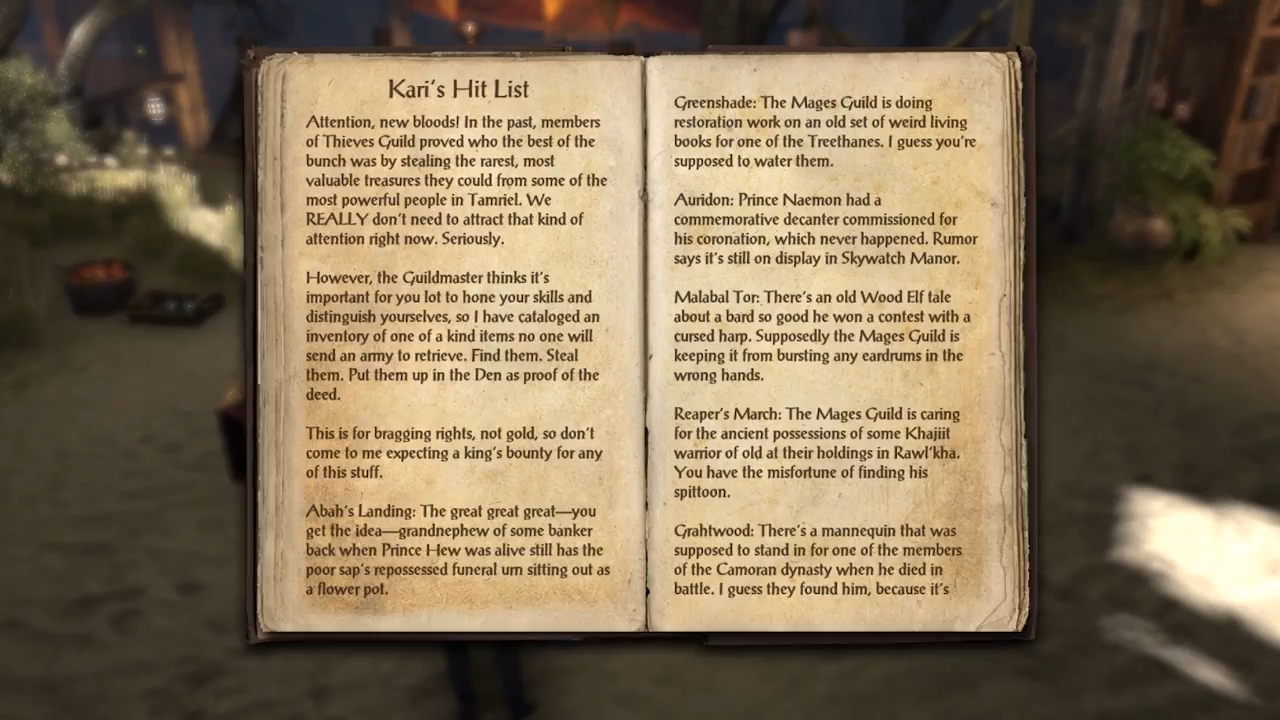 Kari's Hit List
Attention, new bloods! In the past, members
of Thieves Guild proved who the best of the
bunch was by stealing the rarest, most
valuable treasures they could from some of the
most powerful people in Tamriel. We
REALLY don't need to attract that kind of
attention right now. Seriously.
However, the Guildmaster thinks it's
important for you lot to hone your skills and
distinguish yourselves, so I have cataloged an
inventory of one of a kind items no one will
send an army to retrieve. Find them. Steal
them. Put them up in the Den as proof of the
deed.
This is for bragging rights, not gold, so don't
come to me expecting a king's bounty for any
of this stuff.
Abah's Landing: The great great great—you
get the idea—grandnephew of some banker
back when Prince Hew was alive still has the
poor sap's repossessed funeral urn sitting out as
a flower pot.
Greenshade: The Mages Guild is doing
restoration work on an old set of weird living
books for one of the Treethanes. I guess you're
supposed to water them.
Auridon: Prince Naemon had a
commemorative decanter commissioned for
his coronation, which never happened. Rumor
says it's still on display in Skywatch Manor.
Malabal Tor: There's an old Wood Elf tale
about a bard so good he won a contest with a
cursed harp. Supposedly the Mages Guild is
keeping it from bursting any eardrums in the
wrong hands.
Reaper's March: The Mages Guild is caring
for the ancient possessions of some Khajiit
warrior of old at their holdings in Rawl'kha.
You have the misfortune of finding his
spittoon.
Grahtwood: There's a mannequin that was
supposed to stand in for one of the members
of the Camoran dynasty when he died in
battle. I guess they found him, because it's